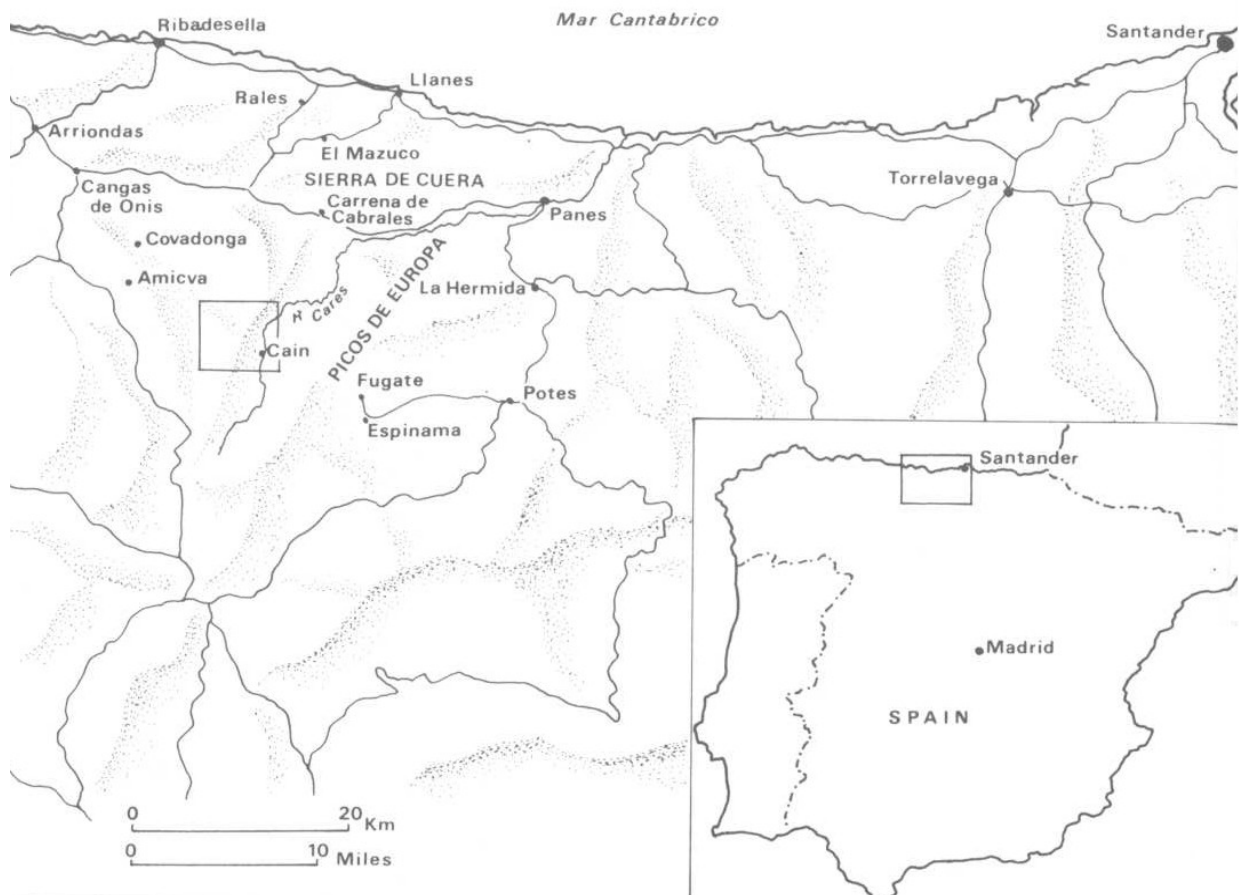 Mar Cantabrico
Ribadesella
Santander
Llanes
Rales
Arriondas
El Mazuco
SIERRA DE CUERA
Cangas
de Onis
Torrelavega
Carrena de
Cabrales
Panes
Covadonga
Amicva
La Hermida
R Cares
PICOS DE EUROPA
Cain
Fugate
Potes
Espinama
Santander
Madrid
SPAIN
0 20 Km
0 10 Miles